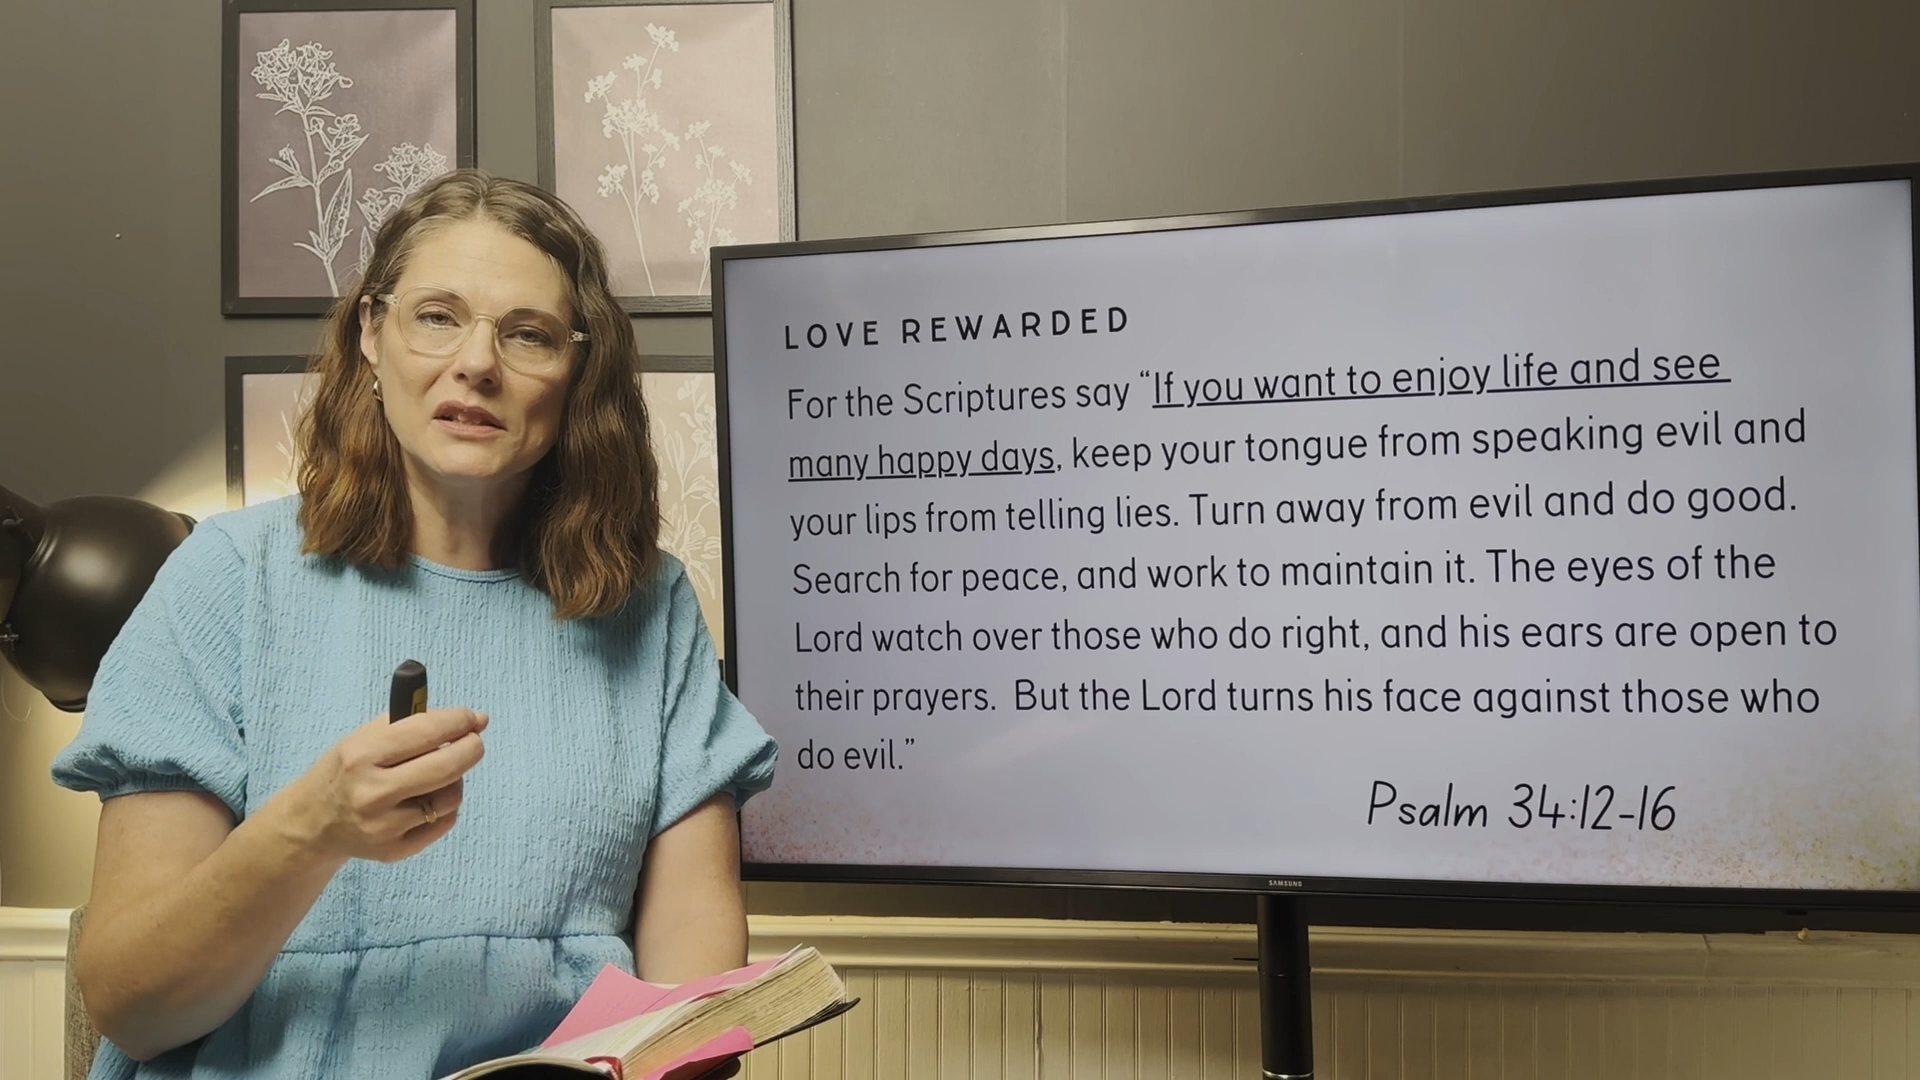 LOVE REWARDED
For the Scriptures say “If you want to enjoy life and see
many happy days, keep your tongue from speaking evil and
your lips from telling lies. Turn away from evil and do good.
Search for peace, and work to maintain it. The eyes of the
Lord watch over those who do right, and his ears are open to
their prayers. But the Lord turns his face against those who
do evil.”
Psalm 34:12-16
SAMSUNG